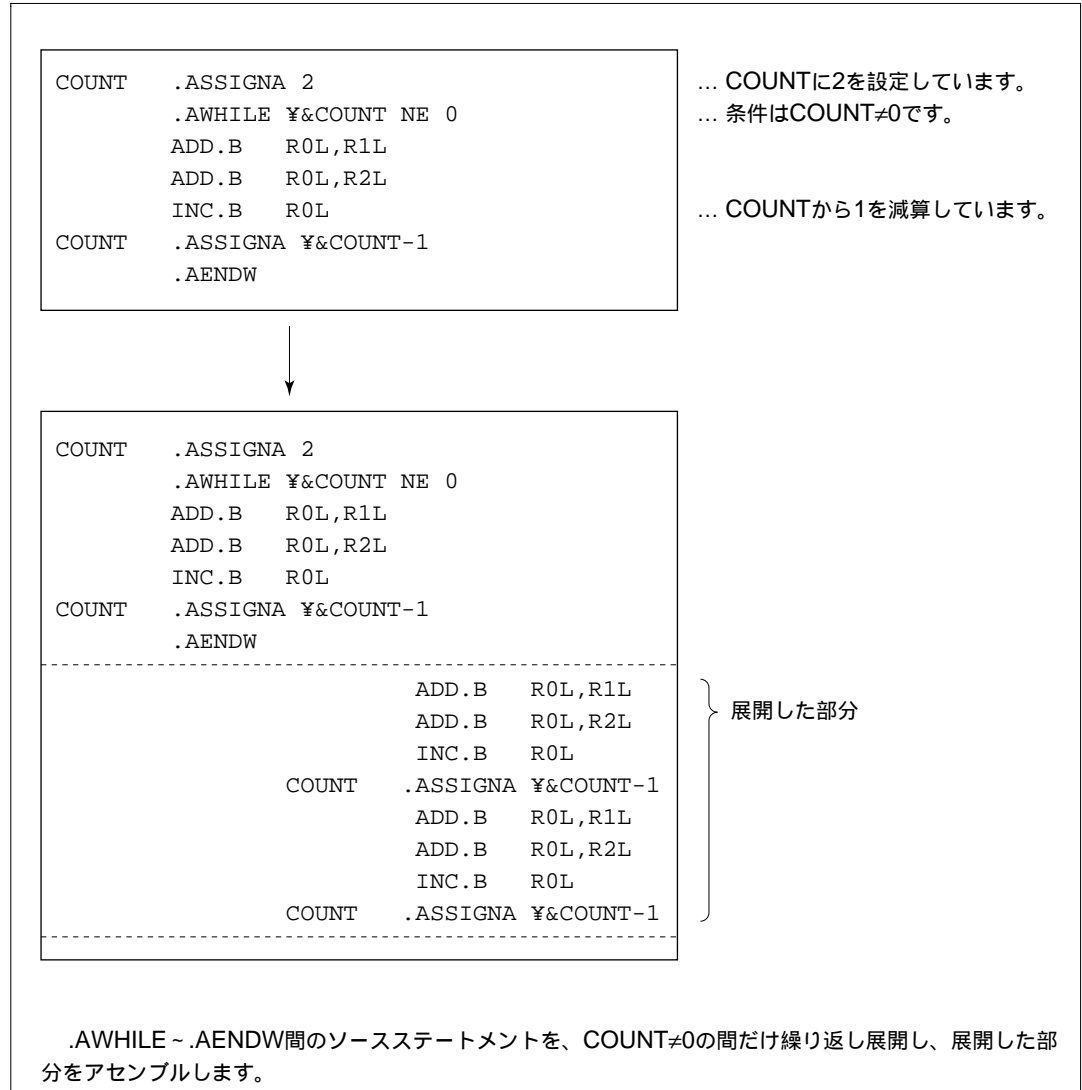 COUNT .ASSIGNA 2 … COUNTに2を設定しています。
.AWHILE ¥&COUNT NE 0 … 条件はCOUNT≠0です。
ADD.B R0L,R1L
ADD.B R0L,R2L
INC.B R0L … COUNTから1を減算しています。
COUNT .ASSIGNA ¥&COUNT-1
.AENDW
COUNT .ASSIGNA 2
.AWHILE ¥&COUNT NE 0
ADD.B R0L,R1L
ADD.B R0L,R2L
INC.B R0L
COUNT .ASSIGNA ¥&COUNT-1
.AENDW
ADD.B R0L,R1L
ADD.B R0L,R2L 展開した部分
INC.B R0L
COUNT .ASSIGNA ¥&COUNT-1
ADD.B R0L,R1L
ADD.B R0L,R2L
INC.B R0L
COUNT .ASSIGNA ¥&COUNT-1
.AWHILE ~ .AENDW間のソースステートメントを、COUNT≠0の間だけ繰り返し展開し、展開した部
分をアセンブルします。